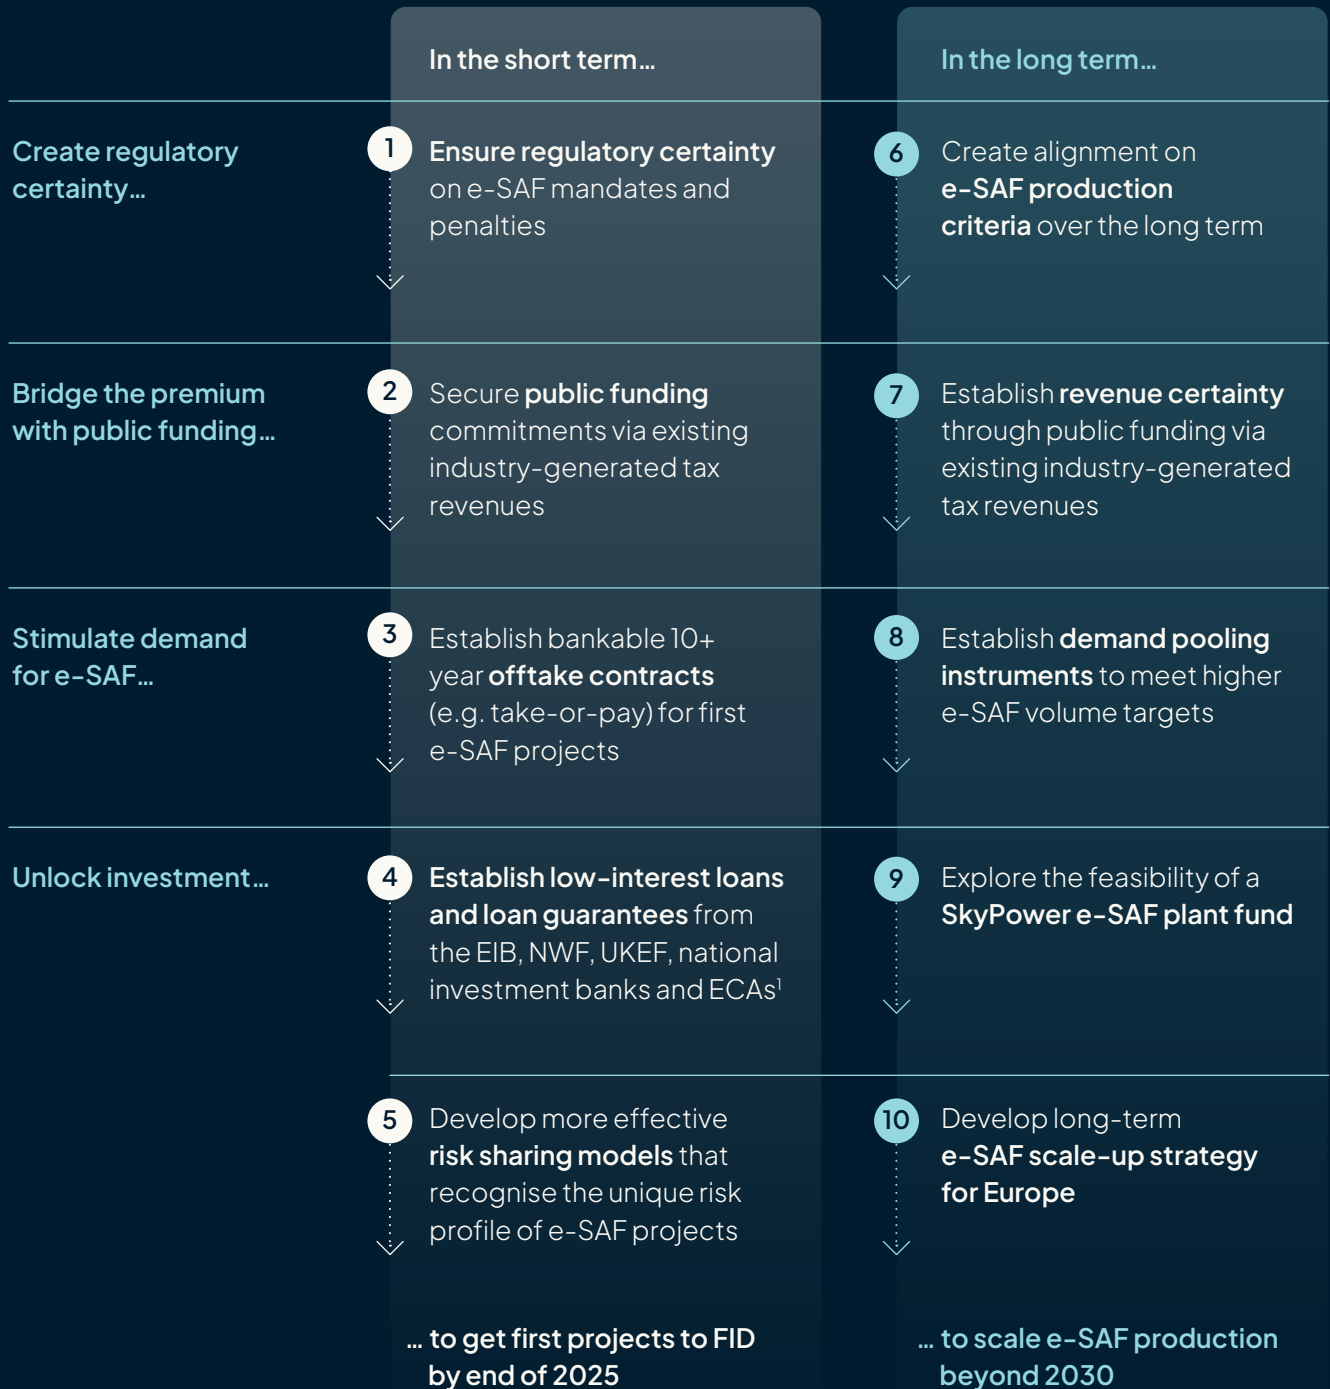 In the short term…
In the long term…
Create regulatory
certainty…
1
Ensure regulatory certainty
on e-SAF mandates and
penalties
6
Create alignment on
e-SAF production
criteria over the long term
Bridge the premium
with public funding…
2
Secure public funding
commitments via existing
industry-generated tax
revenues
7
Establish revenue certainty
through public funding via
existing industry-generated
tax revenues
Stimulate demand
for e-SAF…
3
Establish bankable 10+
year offtake contracts
(e.g. take-or-pay) for first
e-SAF projects
8
Establish demand pooling
instruments to meet higher
e-SAF volume targets
Unlock investment…
4
Establish low-interest loans
and loan guarantees from
the EIB, NWF, UKEF, national
investment banks and ECAs¹
9
Explore the feasibility of a
SkyPower e-SAF plant fund
5
Develop more effective
risk sharing models that
recognise the unique risk
profile of e-SAF projects
10
Develop long-term
e-SAF scale-up strategy
for Europe
… to get first projects to FID
by end of 2025
… to scale e-SAF production
beyond 2030